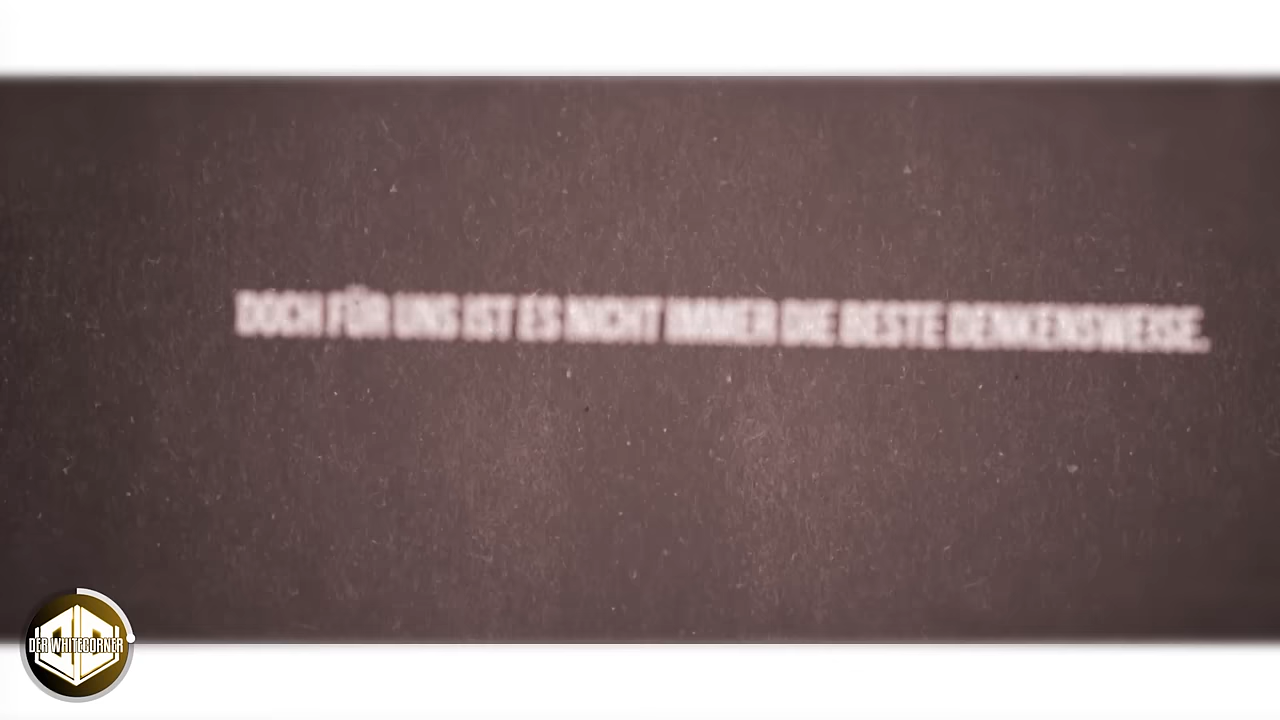 DOCH FÜR UNS IST ES NICHT IMMER DIE BESTE DENKENSWEISE.
DER WHITECORNER